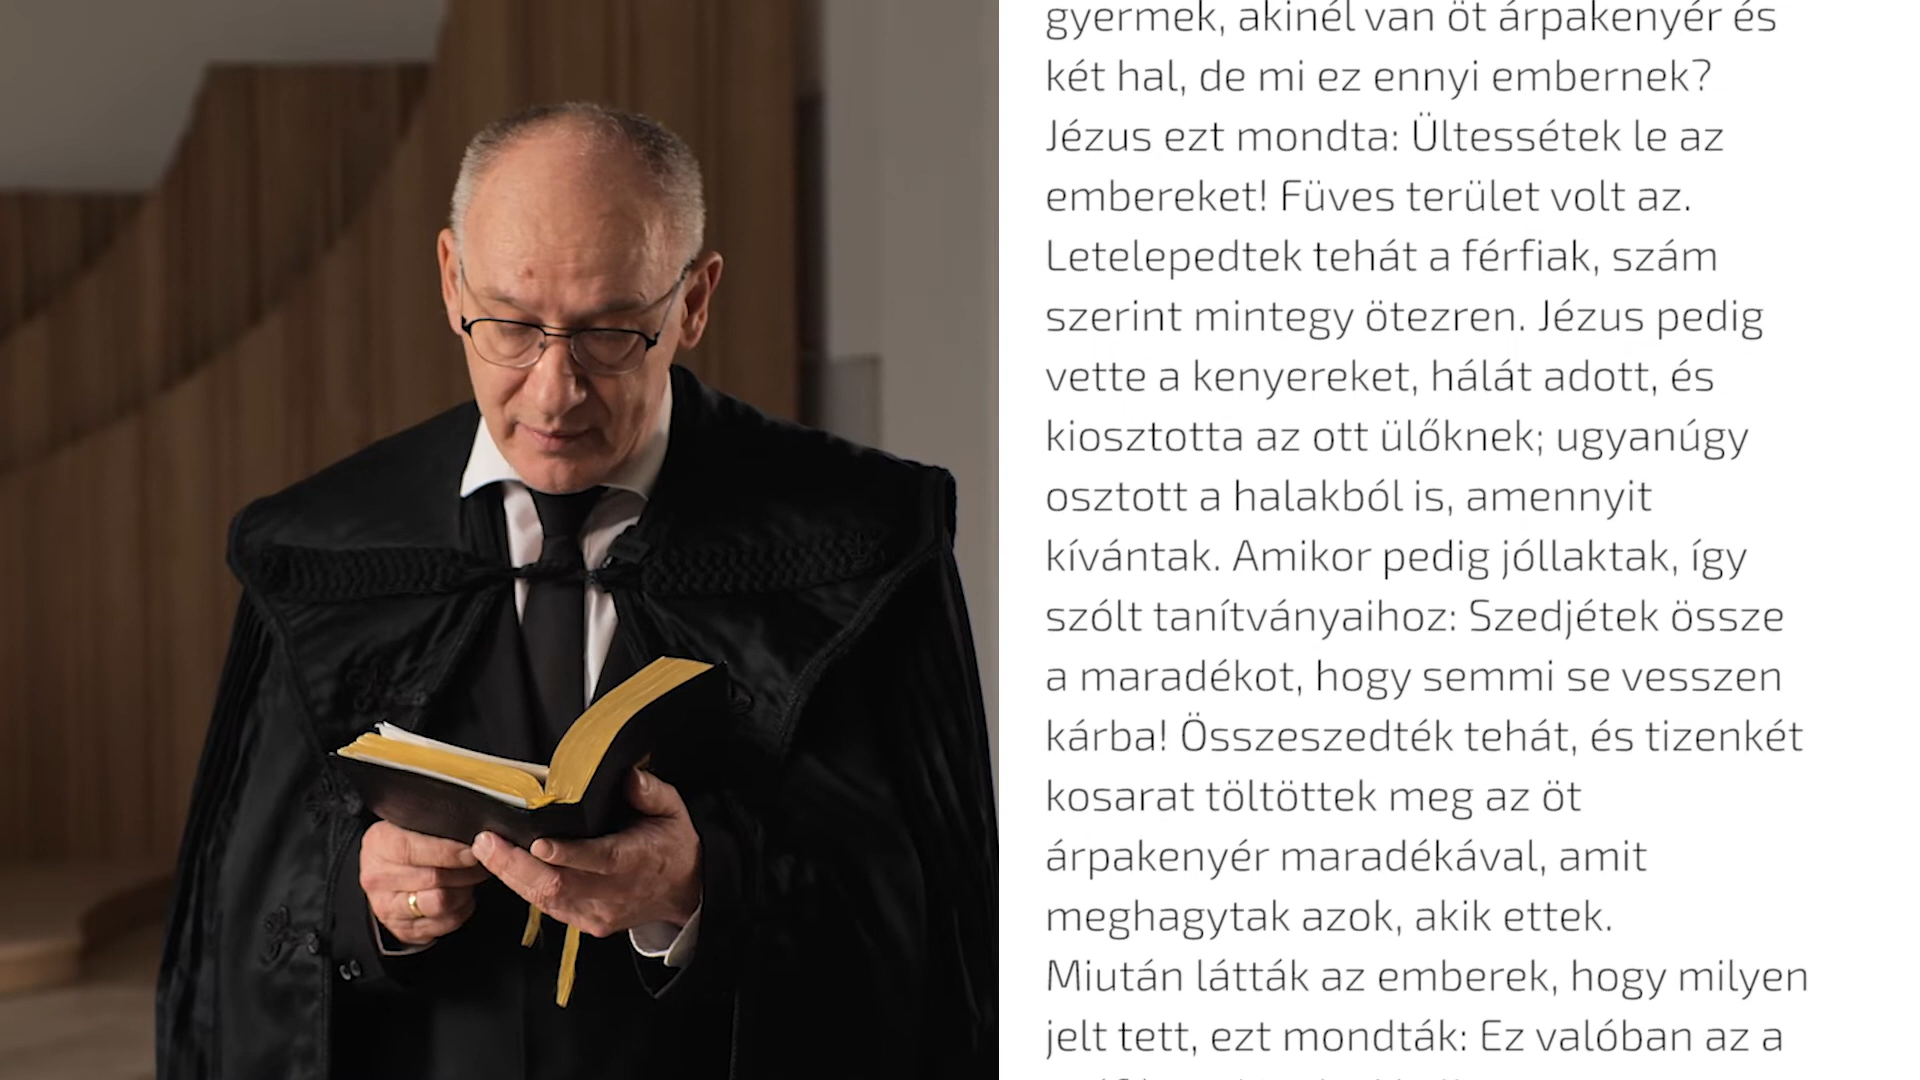 gyermek, akinél van öt árpakenyér és
két hal, de mi ez ennyi embernek?
Jézus ezt mondta: Ültessétek le az
embereket! Füves terület volt az.
Letelepedtek tehát a férfiak, szám
szerint mintegy ötezren. Jézus pedig
vette a kenyereket, hálát adott, és
kiosztotta az ott ülőknek; ugyanúgy
osztott a halakból is, amennyit
kívántak. Amikor pedig jóllaktak, így
szólt tanítványaihoz: Szedjétek össze
a maradékot, hogy semmi se vesszen
kárba! Összeszedték tehát, és tizenkét
kosarat töltöttek meg az öt
árpakenyér maradékával, amit
meghagytak azok, akik ettek.
Miután látták az emberek, hogy milyen
jelt tett, ezt mondták: Ez valóban az a